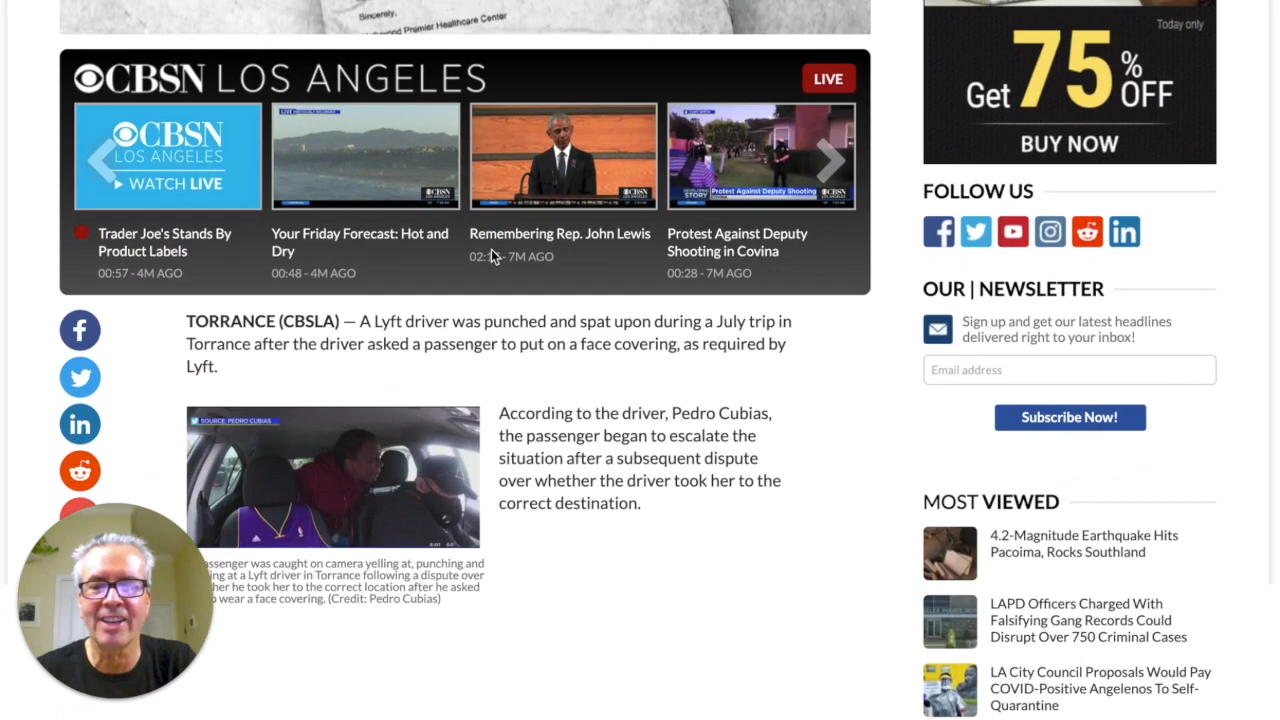 Sincerely,
Premier Healthcare Center
CBSN LOS ANGELES
LIVE
CBSN
LOS ANGELES
WATCH LIVE
CBSN
CBSN
DEVELOPING STORY
Protest Against Deputy Shooting
CBSN
Trader Joe's Stands By
Product Labels
00:57 - 4M AGO
Your Friday Forecast: Hot and
Dry
00:48 - 4M AGO
Remembering Rep. John Lewis
- 7M AGO
Protest Against Deputy
Shooting in Covina
00:28 - 7M AGO
TORRANCE (CBSLA) — A Lyft driver was punched and spat upon during a July trip in
Torrance after the driver asked a passenger to put on a face covering, as required by
Lyft.
SOURCE: PEDRO CUBIAS
According to the driver, Pedro Cubias,
the passenger began to escalate the
situation after a subsequent dispute
over whether the driver took her to the
correct destination.
assenger was caught on camera yelling at, punching and
ing at a Lyft driver in Torrance following a dispute over
her he took her to the correct location after he asked
o wear a face covering. (Credit: Pedro Cubias)
Today only
Get 75% OFF
BUY NOW
FOLLOW US
OUR | NEWSLETTER
Sign up and get our latest headlines
delivered right to your inbox!
Email address
Subscribe Now!
MOST VIEWED
4.2-Magnitude Earthquake Hits
Pacoima, Rocks Southland
LAPD Officers Charged With
Falsifying Gang Records Could
Disrupt Over 750 Criminal Cases
LA City Council Proposals Would Pay
COVID-Positive Angelenos To Self-
Quarantine